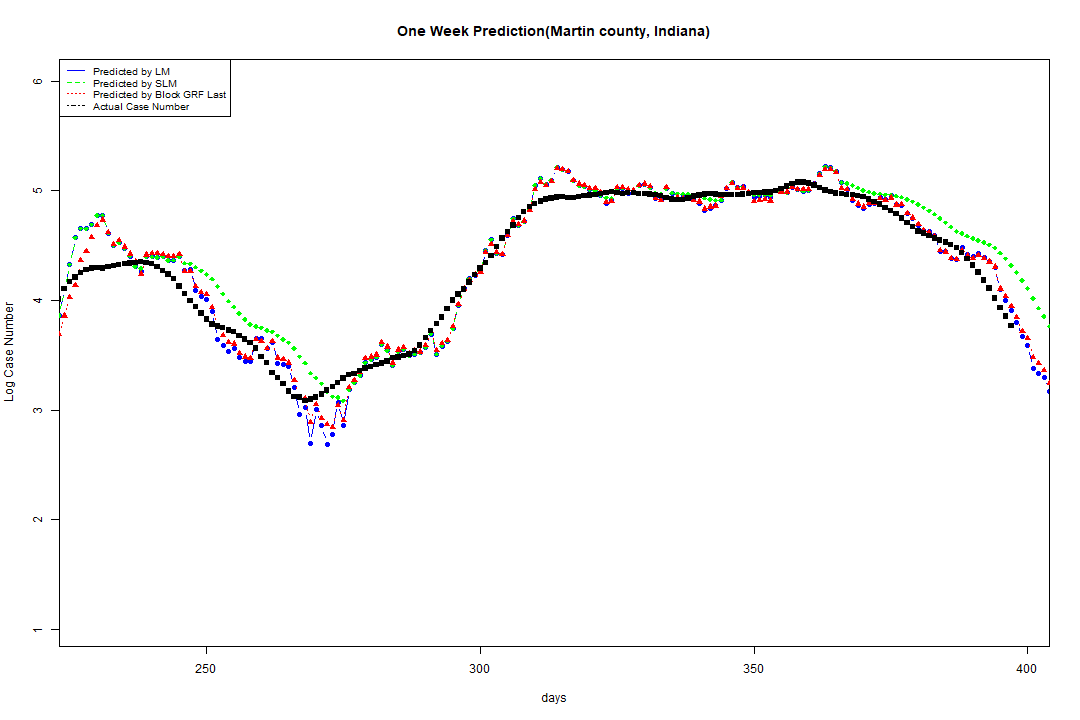 One Week Prediction(Martin county, Indiana)
Predicted by LM
Predicted by SLM
Predicted by Block GRF Last
Actual Case Number
6
5
4
3
2
1
Log Case Number
250
300
350
400
days